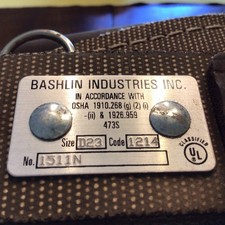 BASHLIN INDUSTRIES INC.
IN ACCORDANCE WITH
OSHA 1910.268 (g) (2) (i)
-(ii) & 1926.959
473S
Size D23 Code 1214
No. 1511N
CLASSIFIED
UL